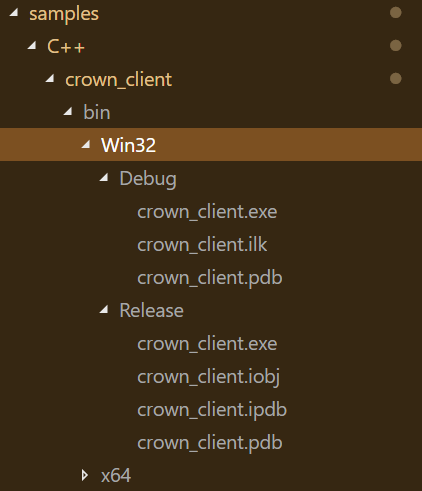 samples
C++
crown_client
bin
Win32
Debug
crown_client.exe
crown_client.ilk
crown_client.pdb
Release
crown_client.exe
crown_client.iobj
crown_client.ipdb
crown_client.pdb
x64